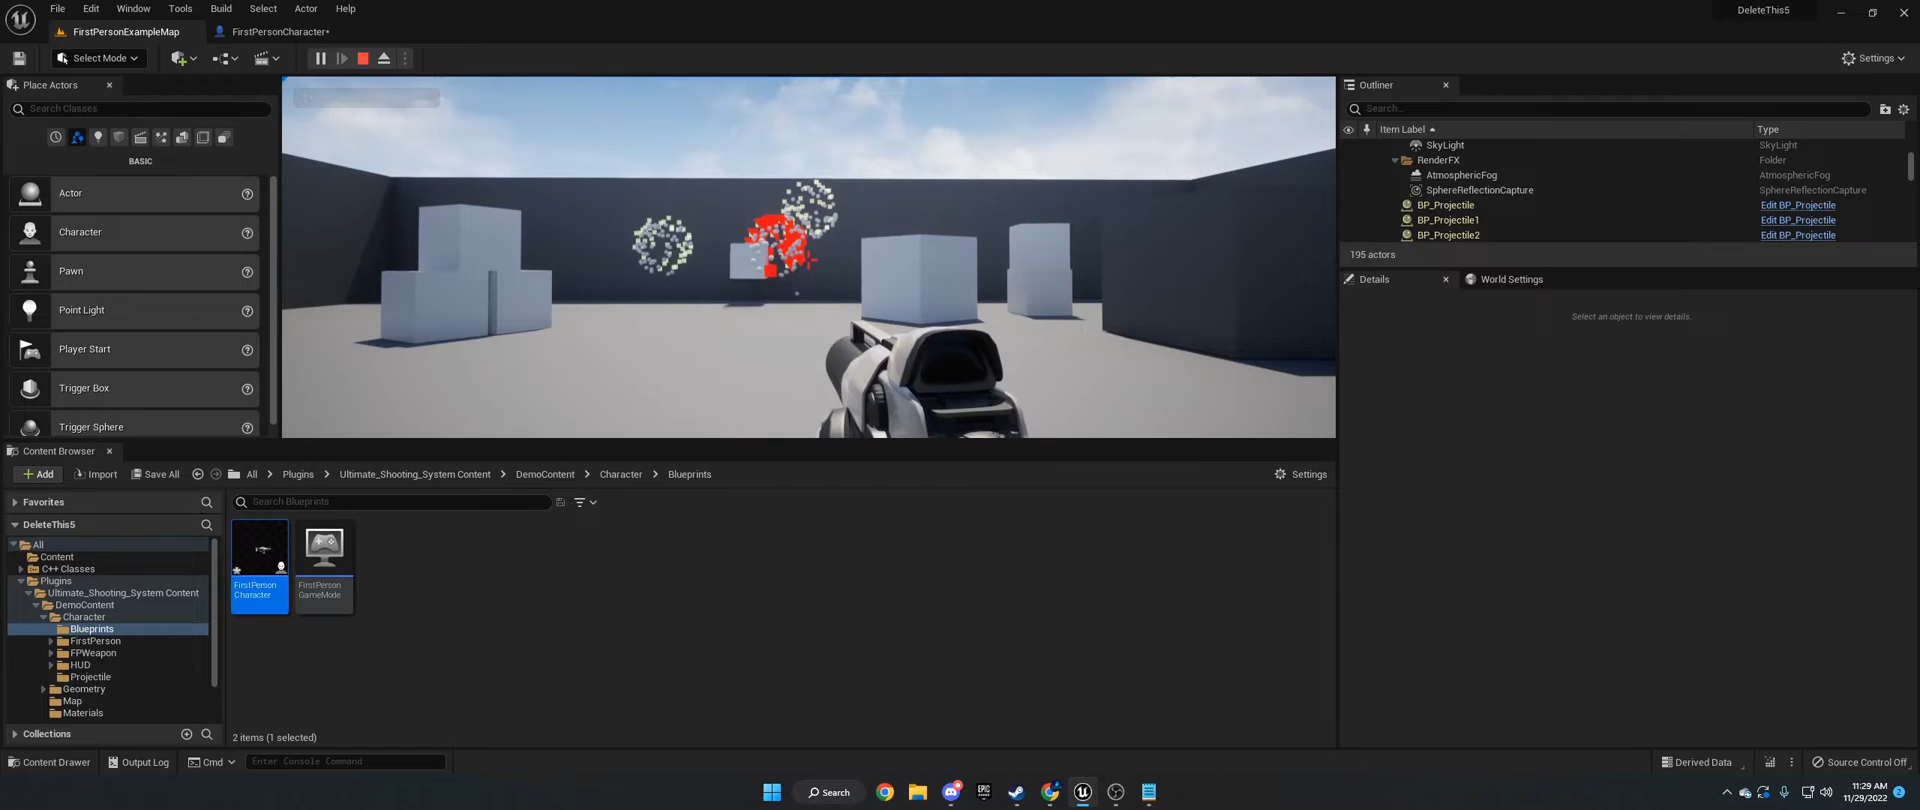 File Edit Window Tools Build Select Actor Help
DeleteThis5
FirstPersonExampleMap
FirstPersonCharacter*
Select Mode
Settings
Place Actors
Search Classes
BASIC
Actor
Character
Pawn
Point Light
Player Start
Trigger Box
Trigger Sphere
Outliner
Search...
Item Label
Type
SkyLight
SkyLight
RenderFX
Folder
AtmosphericFog
AtmosphericFog
SphereReflectionCapture
SphereReflectionCapture
BP_Projectile
Edit BP_Projectile
BP_Projectile1
Edit BP_Projectile
BP_Projectile2
Edit BP_Projectile
195 actors
Details
World Settings
Select an object to view details.
Content Browser
Add
Import
Save All
All
Plugins
Ultimate_Shooting_System Content
DemoContent
Character
Blueprints
Settings
Favorites
Search Blueprints
DeleteThis5
All
Content
C++ Classes
Plugins
Ultimate_Shooting_System Content
DemoContent
Character
Blueprints
FirstPerson
FPWeapon
HUD
Projectile
Geometry
Map
Materials
Collections
FirstPerson
Character
FirstPerson
GameMode
2 items (1 selected)
Content Drawer
Output Log
Cmd
Enter Console Command
Derived Data
Source Control Off
Search
EPIC
GAMES
11:29 AM
11/29/2022
2